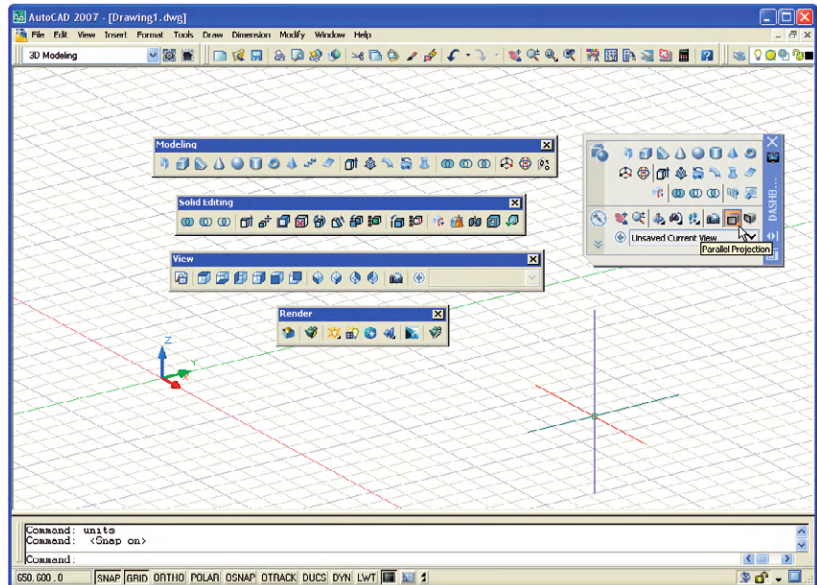 AutoCAD 2007 - [Drawing1.dwg]
File Edit View Insert Format Tools Draw Dimension Modify Window Help
3D Modeling
Modeling
Solid Editing
View
Render
DASHB...
Unsaved Current View
Parallel Projection
Z
Y
X
Command: units
Command: <Snap on>
Command:
650.600.0 SNAP GRID ORTHO POLAR OSNAP OTRACK DUCS DYN LWT